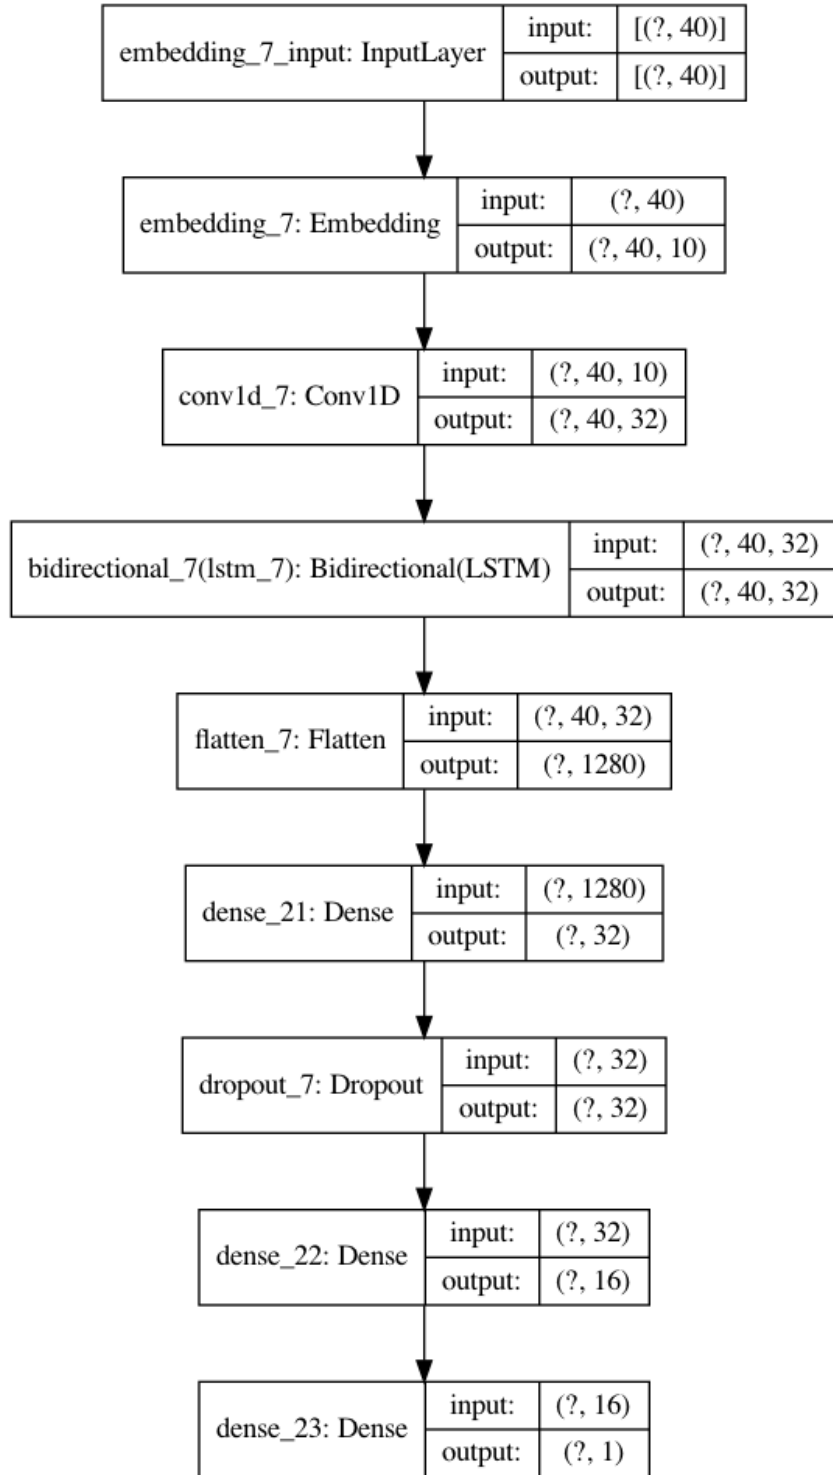 embedding_7_input: InputLayer
input: [(?, 40)]
output: [(?, 40)]
embedding_7: Embedding
input: (?, 40)
output: (?, 40, 10)
conv1d_7: Conv1D
input: (?, 40, 10)
output: (?, 40, 32)
bidirectional_7(lstm_7): Bidirectional(LSTM)
input: (?, 40, 32)
output: (?, 40, 32)
flatten_7: Flatten
input: (?, 40, 32)
output: (?, 1280)
dense_21: Dense
input: (?, 1280)
output: (?, 32)
dropout_7: Dropout
input: (?, 32)
output: (?, 32)
dense_22: Dense
input: (?, 32)
output: (?, 16)
dense_23: Dense
input: (?, 16)
output: (?, 1)